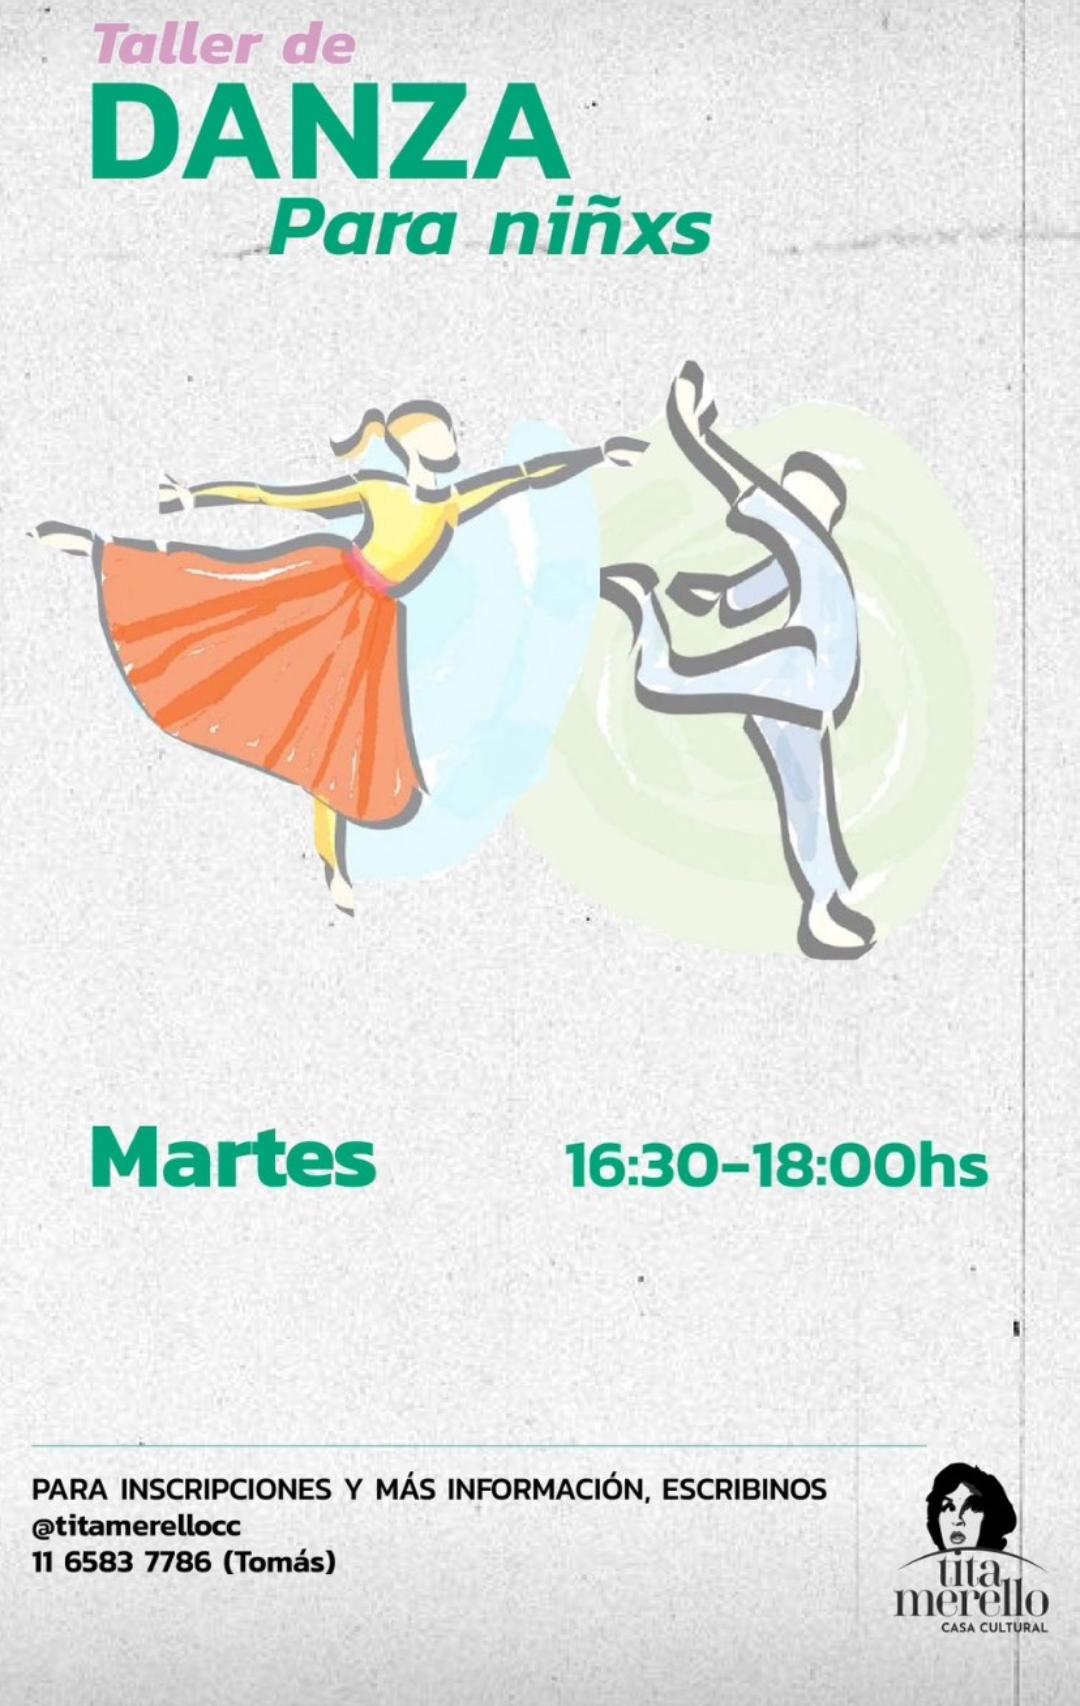 Taller de
DANZA
Para niñxs
Martes
16:30-18:00hs
PARA INSCRIPCIONES Y MÁS INFORMACIÓN, ESCRIBINOS
@titamerellocc
11 6583 7786 (Tomás)
tita
merello
CASA CULTURAL